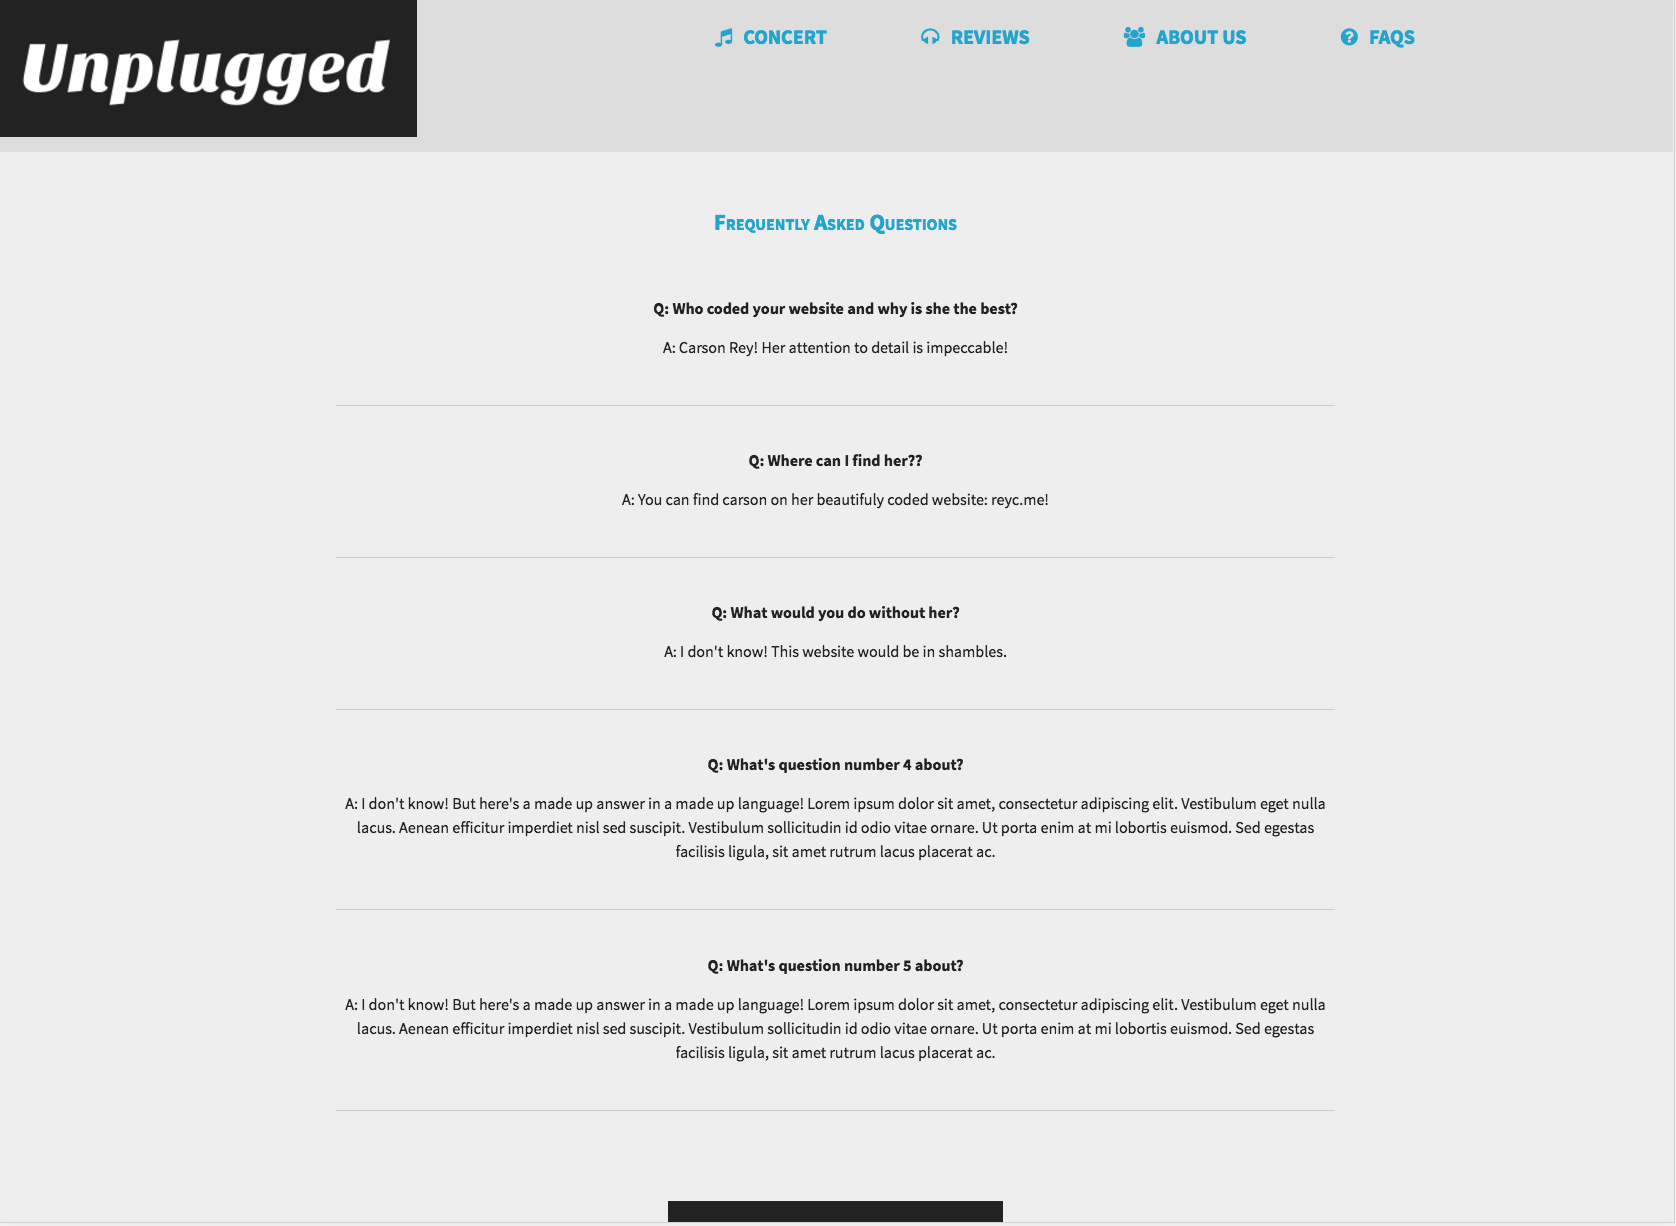 Unplugged
CONCERT REVIEWS ABOUT US FAQS
Frequently Asked Questions
Q: Who coded your website and why is she the best?
A: Carson Rey! Her attention to detail is impeccable!
Q: Where can I find her??
A: You can find carson on her beautifuly coded website: reyc.me!
Q: What would you do without her?
A: I don't know! This website would be in shambles.
Q: What's question number 4 about?
A: I don't know! But here's a made up answer in a made up language! Lorem ipsum dolor sit amet, consectetur adipiscing elit. Vestibulum eget nulla
lacus. Aenean efficitur imperdiet nisl sed suscipit. Vestibulum sollicitudin id odio vitae ornare. Ut porta enim at mi lobortis euismod. Sed egestas
facilisis ligula, sit amet rutrum lacus placerat ac.
Q: What's question number 5 about?
A: I don't know! But here's a made up answer in a made up language! Lorem ipsum dolor sit amet, consectetur adipiscing elit. Vestibulum eget nulla
lacus. Aenean efficitur imperdiet nisl sed suscipit. Vestibulum sollicitudin id odio vitae ornare. Ut porta enim at mi lobortis euismod. Sed egestas
facilisis ligula, sit amet rutrum lacus placerat ac.